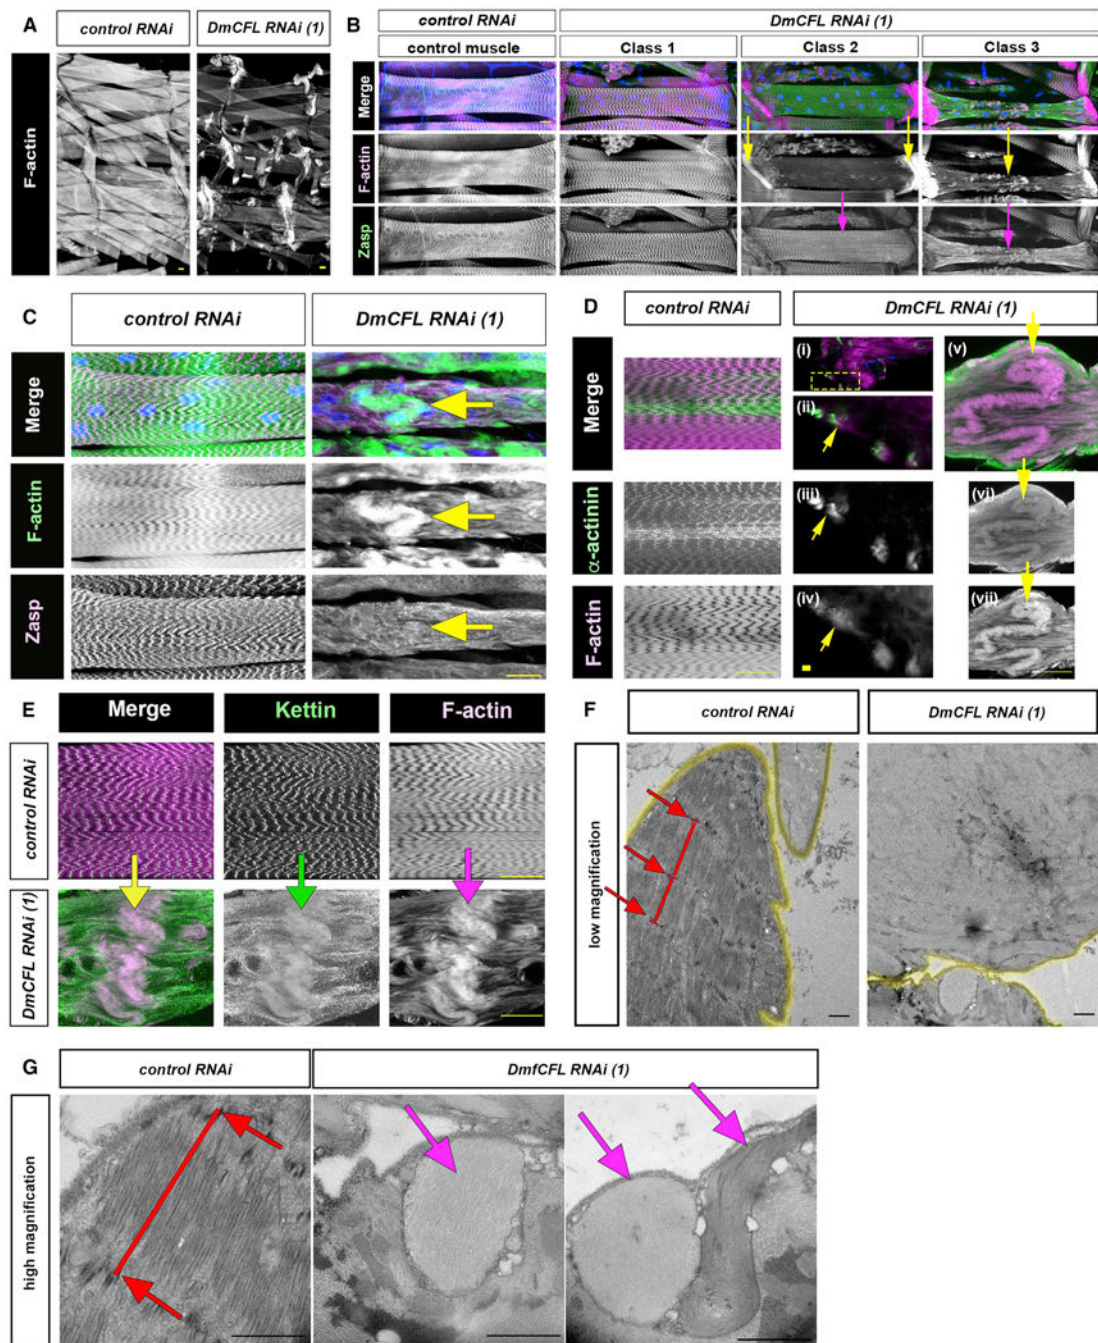 A
control RNAi
DmCFL RNAi (1)
F-actin
B
control RNAi
DmCFL RNAi (1)
control muscle
Class 1
Class 2
Class 3
Merge
F-actin
Zasp
C
control RNAi
DmCFL RNAi (1)
Merge
F-actin
Zasp
D
control RNAi
DmCFL RNAi (1)
Merge
α-actinin
F-actin
(i)
(ii)
(iii)
(iv)
(v)
(vi)
(vii)
E
Merge
Kettin
F-actin
control RNAi
DmCFL RNAi (1)
F
control RNAi
DmCFL RNAi (1)
low magnification
G
control RNAi
DmfCFL RNAi (1)
high magnification